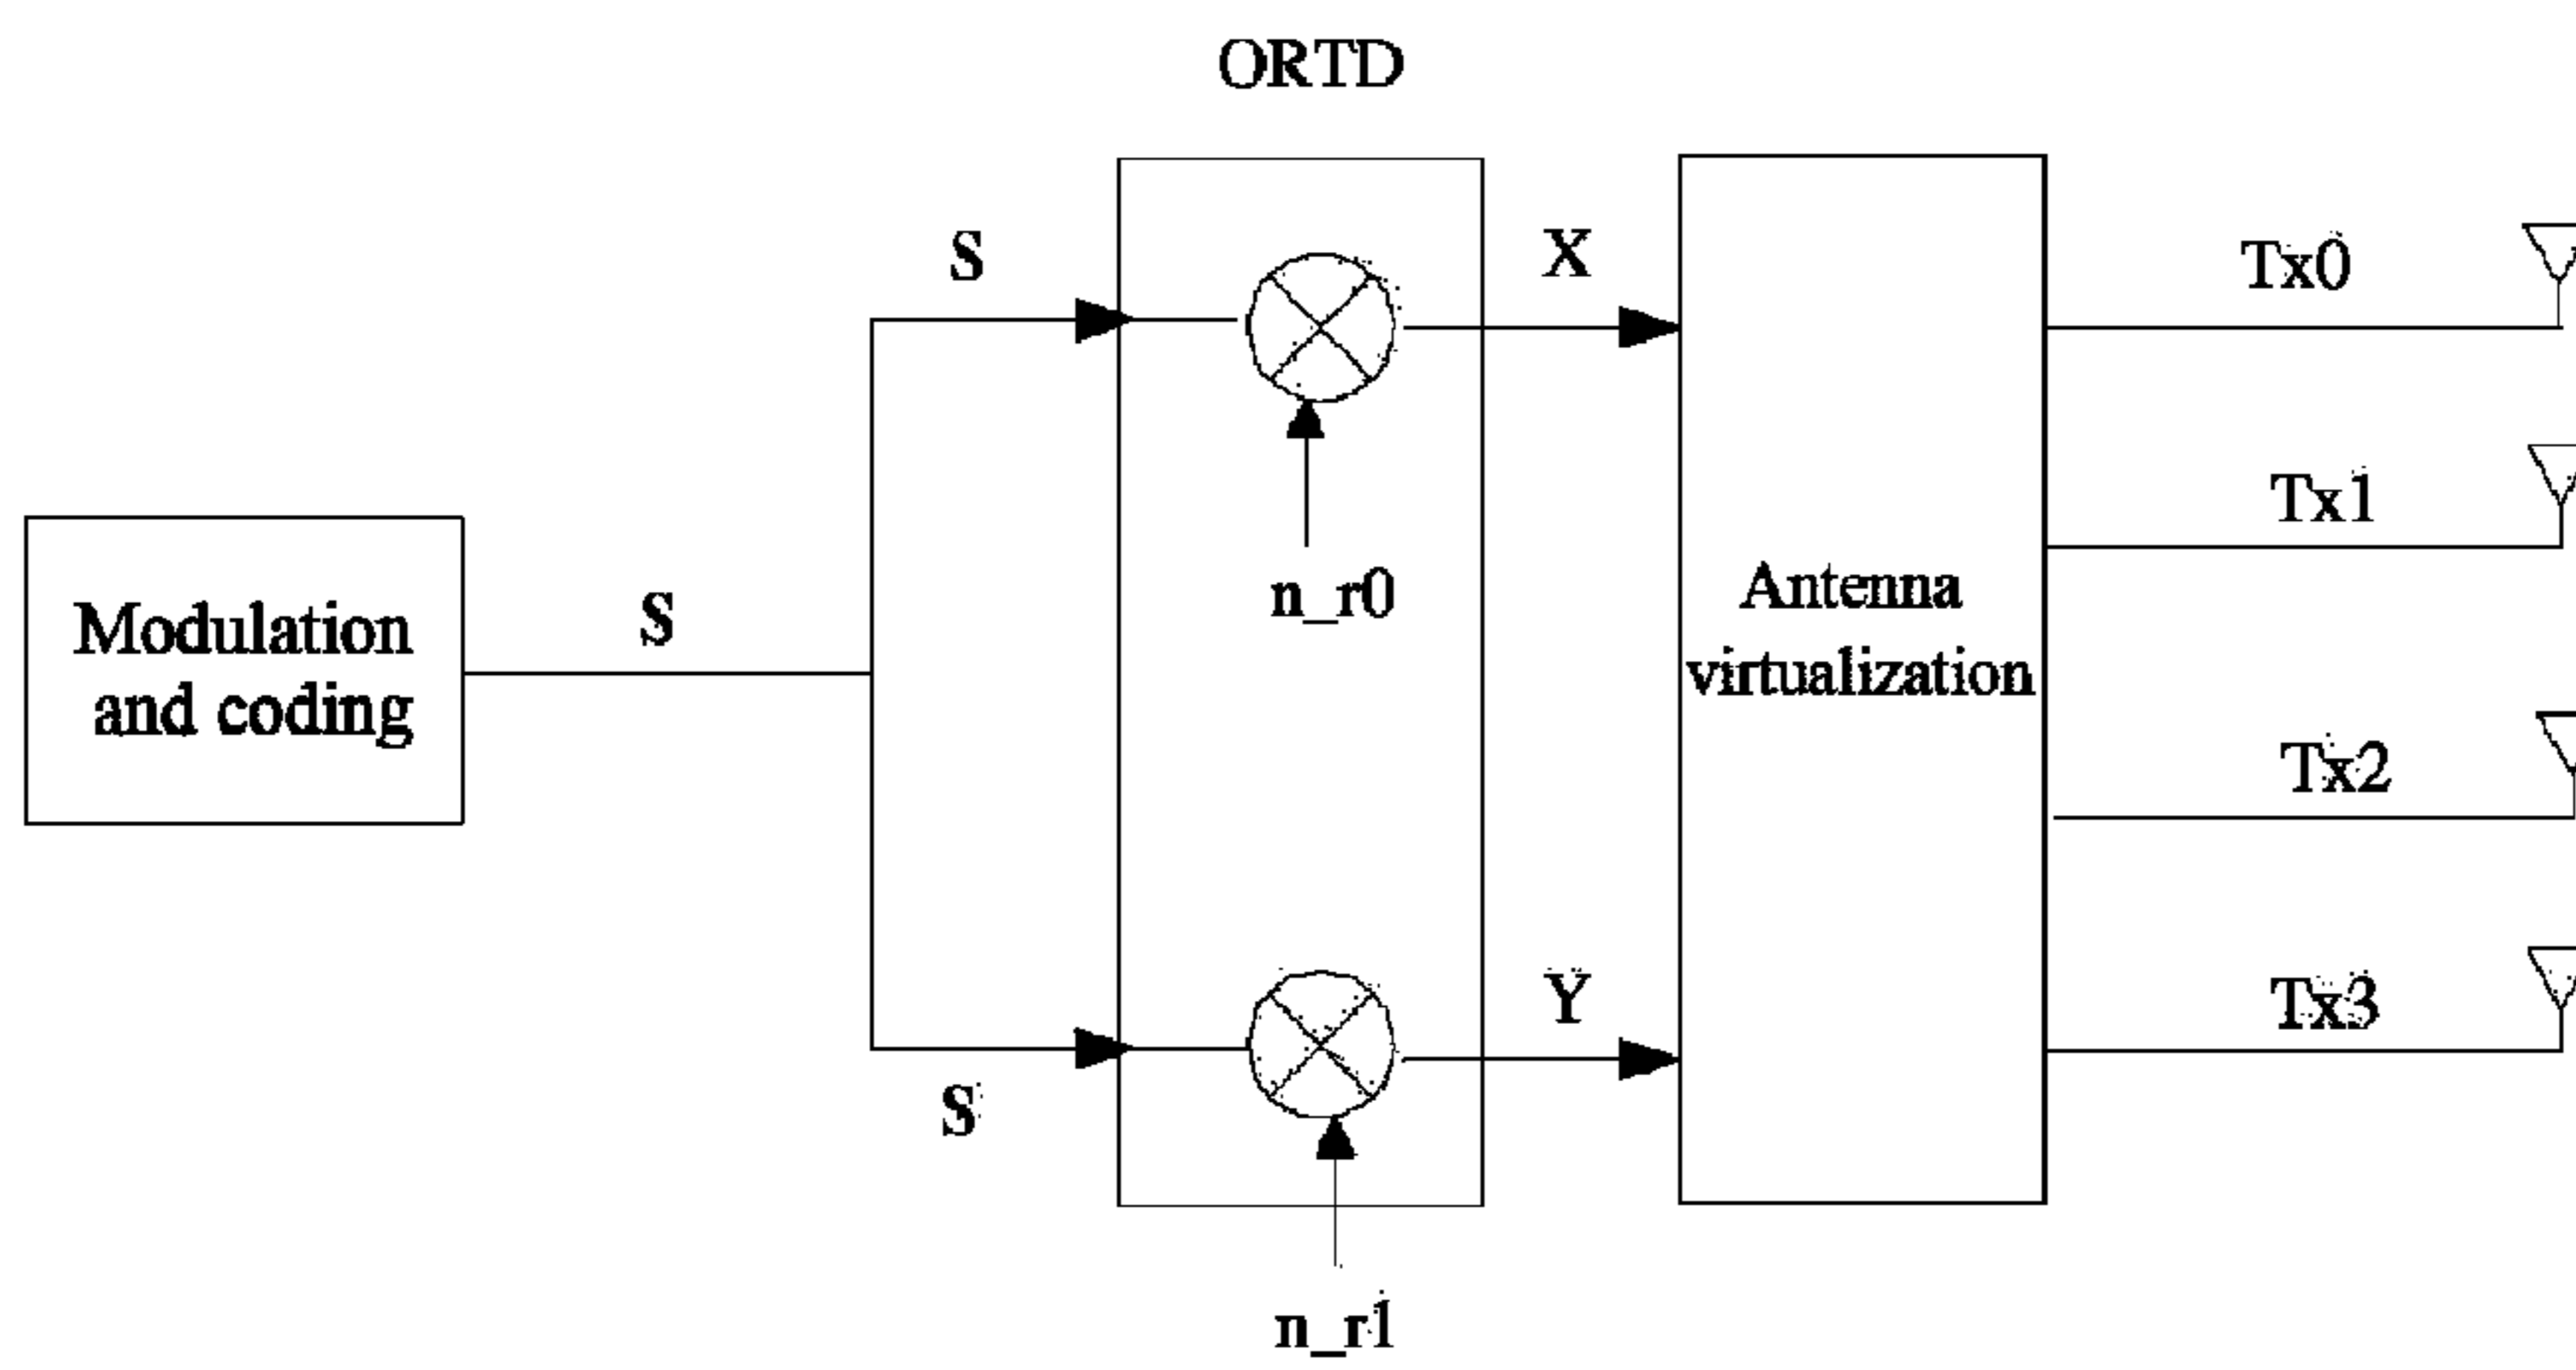 ORTD
S
X
Tx0
Tx1
n_r0
Modulation
and coding
S
Antenna
virtualization
Tx2
Y
Tx3
S
n_r1